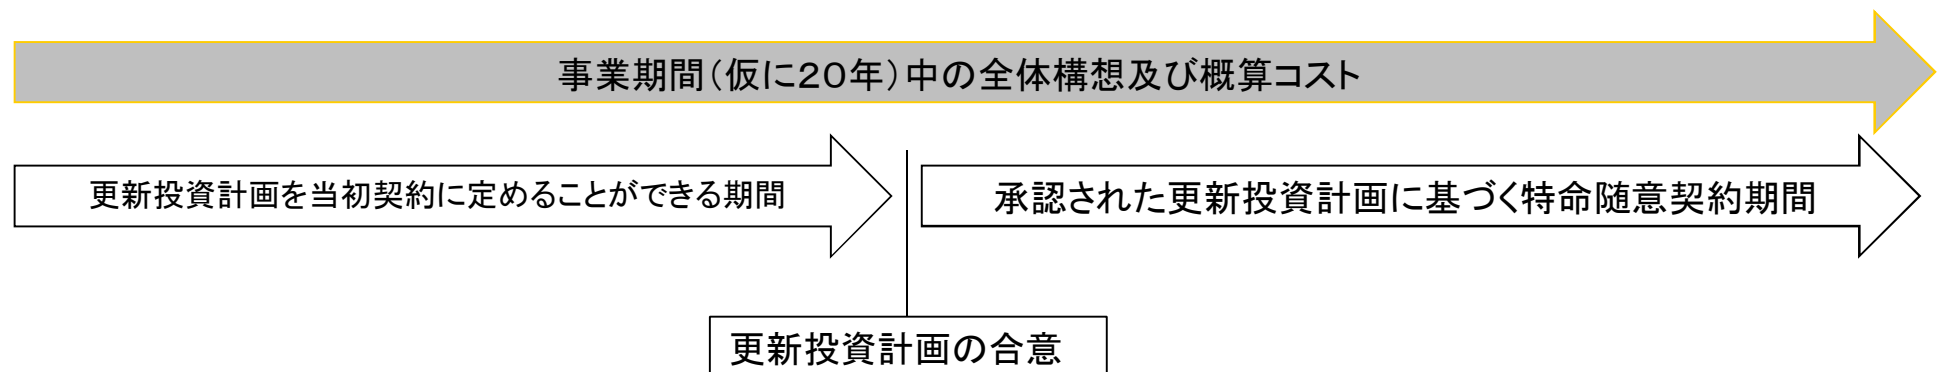 事業期間（仮に２０年）中の全体構想及び概算コスト
更新投資計画を当初契約に定めることができる期間
承認された更新投資計画に基づく特命随意契約期間
更新投資計画の合意